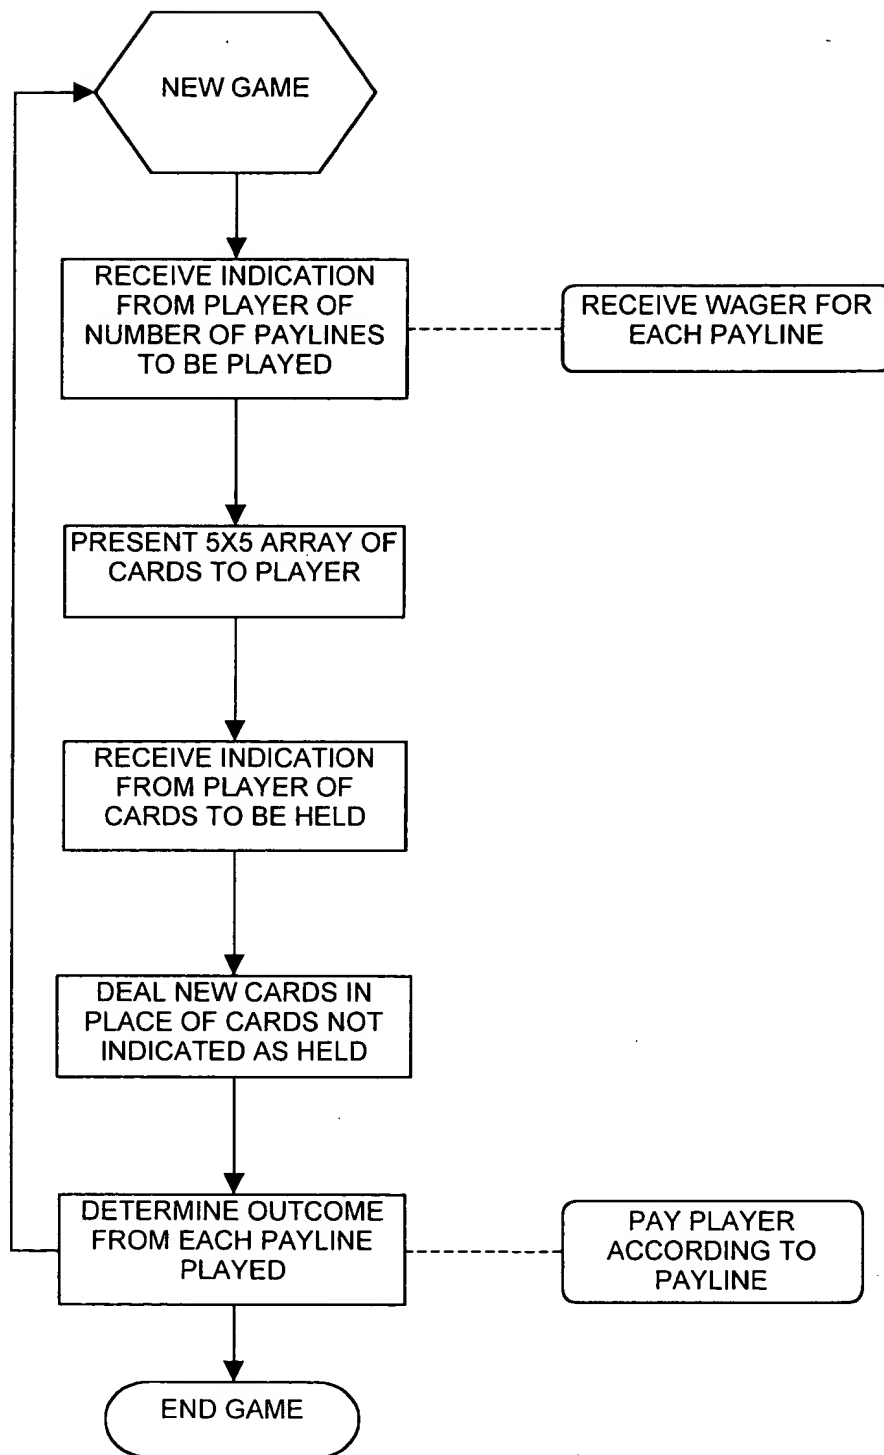 NEW GAME
RECEIVE INDICATION
FROM PLAYER OF
NUMBER OF PAYLINES
TO BE PLAYED
RECEIVE WAGER FOR
EACH PAYLINE
PRESENT 5X5 ARRAY OF
CARDS TO PLAYER
RECEIVE INDICATION
FROM PLAYER OF
CARDS TO BE HELD
DEAL NEW CARDS IN
PLACE OF CARDS NOT
INDICATED AS HELD
DETERMINE OUTCOME
FROM EACH PAYLINE
PLAYED
PAY PLAYER
ACCORDING TO
PAYLINE
END GAME